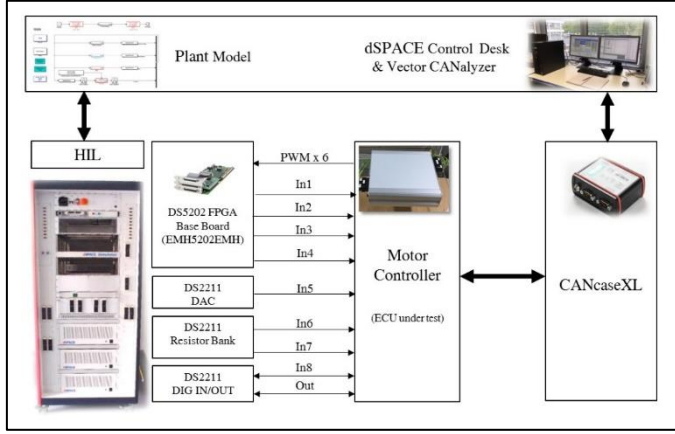 Plant Model
dSPACE Control Desk
& Vector CANalyzer
HIL
DS5202 FPGA
Base Board
(EMH5202EMH)
PWM x 6
In1
In2
In3
In4
DS2211
DAC
In5
DS2211
Resistor Bank
In6
In7
DS2211
DIG IN/OUT
In8
Out
Motor
Controller
(ECU under test)
CANcaseXL